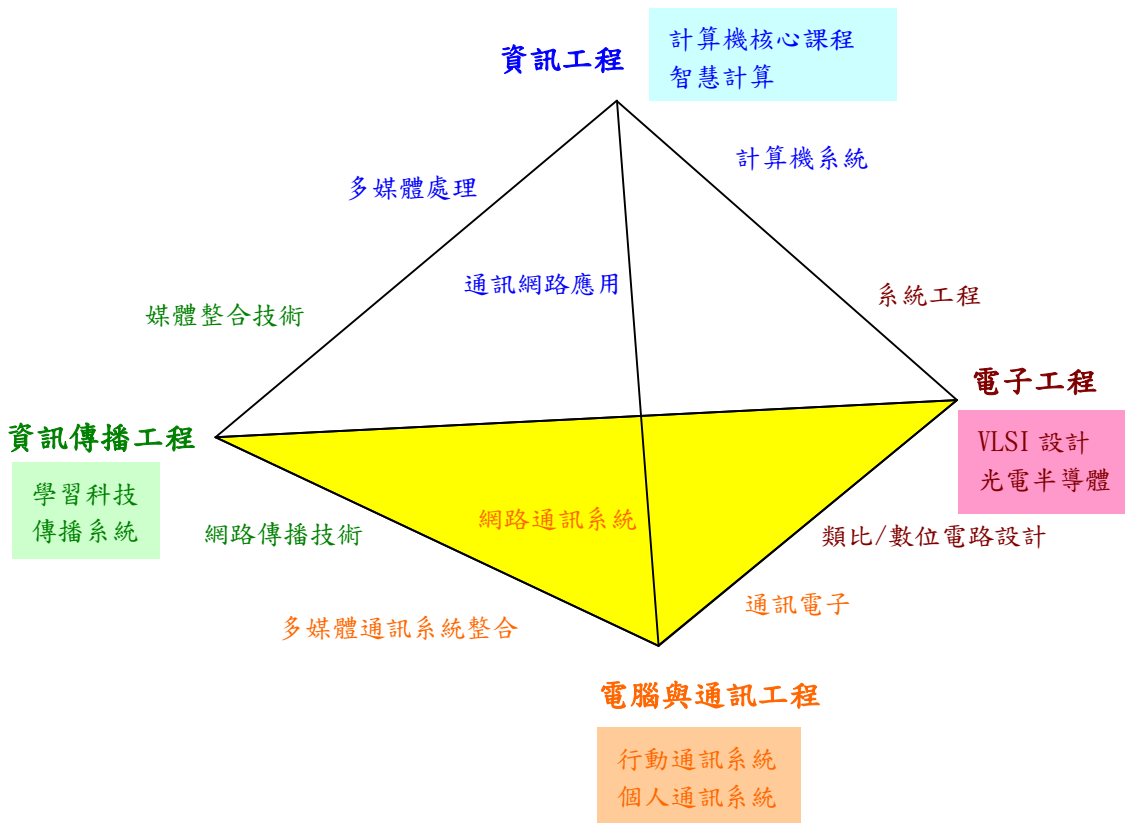 資訊工程
計算機核心課程
智慧計算
計算機系統
多媒體處理
通訊網路應用
系統工程
媒體整合技術
電子工程
資訊傳播工程
VLSI 設計
光電半導體
學習科技
傳播系統
網路通訊系統
網路傳播技術
類比/數位電路設計
通訊電子
多媒體通訊系統整合
電腦與通訊工程
行動通訊系統
個人通訊系統